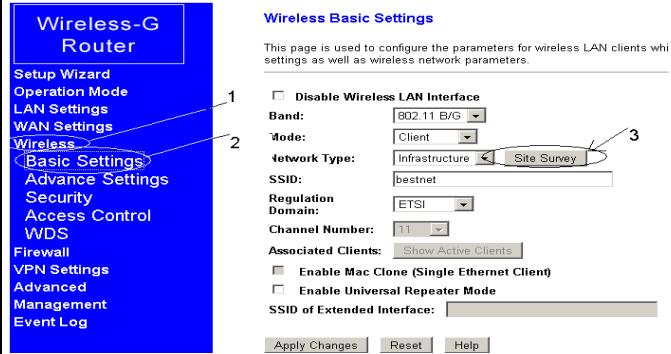 Wireless-G
Router
Setup Wizard
Operation Mode
LAN Settings
WAN Settings
Wireless
Basic Settings
Advance Settings
Security
Access Control
WDS
Firewall
VPN Settings
Advanced
Management
Event Log
1
2
Wireless Basic Settings
This page is used to configure the parameters for wireless LAN clients whi
settings as well as wireless network parameters.
Disable Wireless LAN Interface
Band: 802.11 B/G
Mode: Client
Network Type: Infrastructure Site Survey
3
SSID: bestnet
Regulation
Domain: ETSI
Channel Number: 11
Associated Clients: Show Active Clients
Enable Mac Clone (Single Ethernet Client)
Enable Universal Repeater Mode
SSID of Extended Interface:
Apply Changes Reset Help